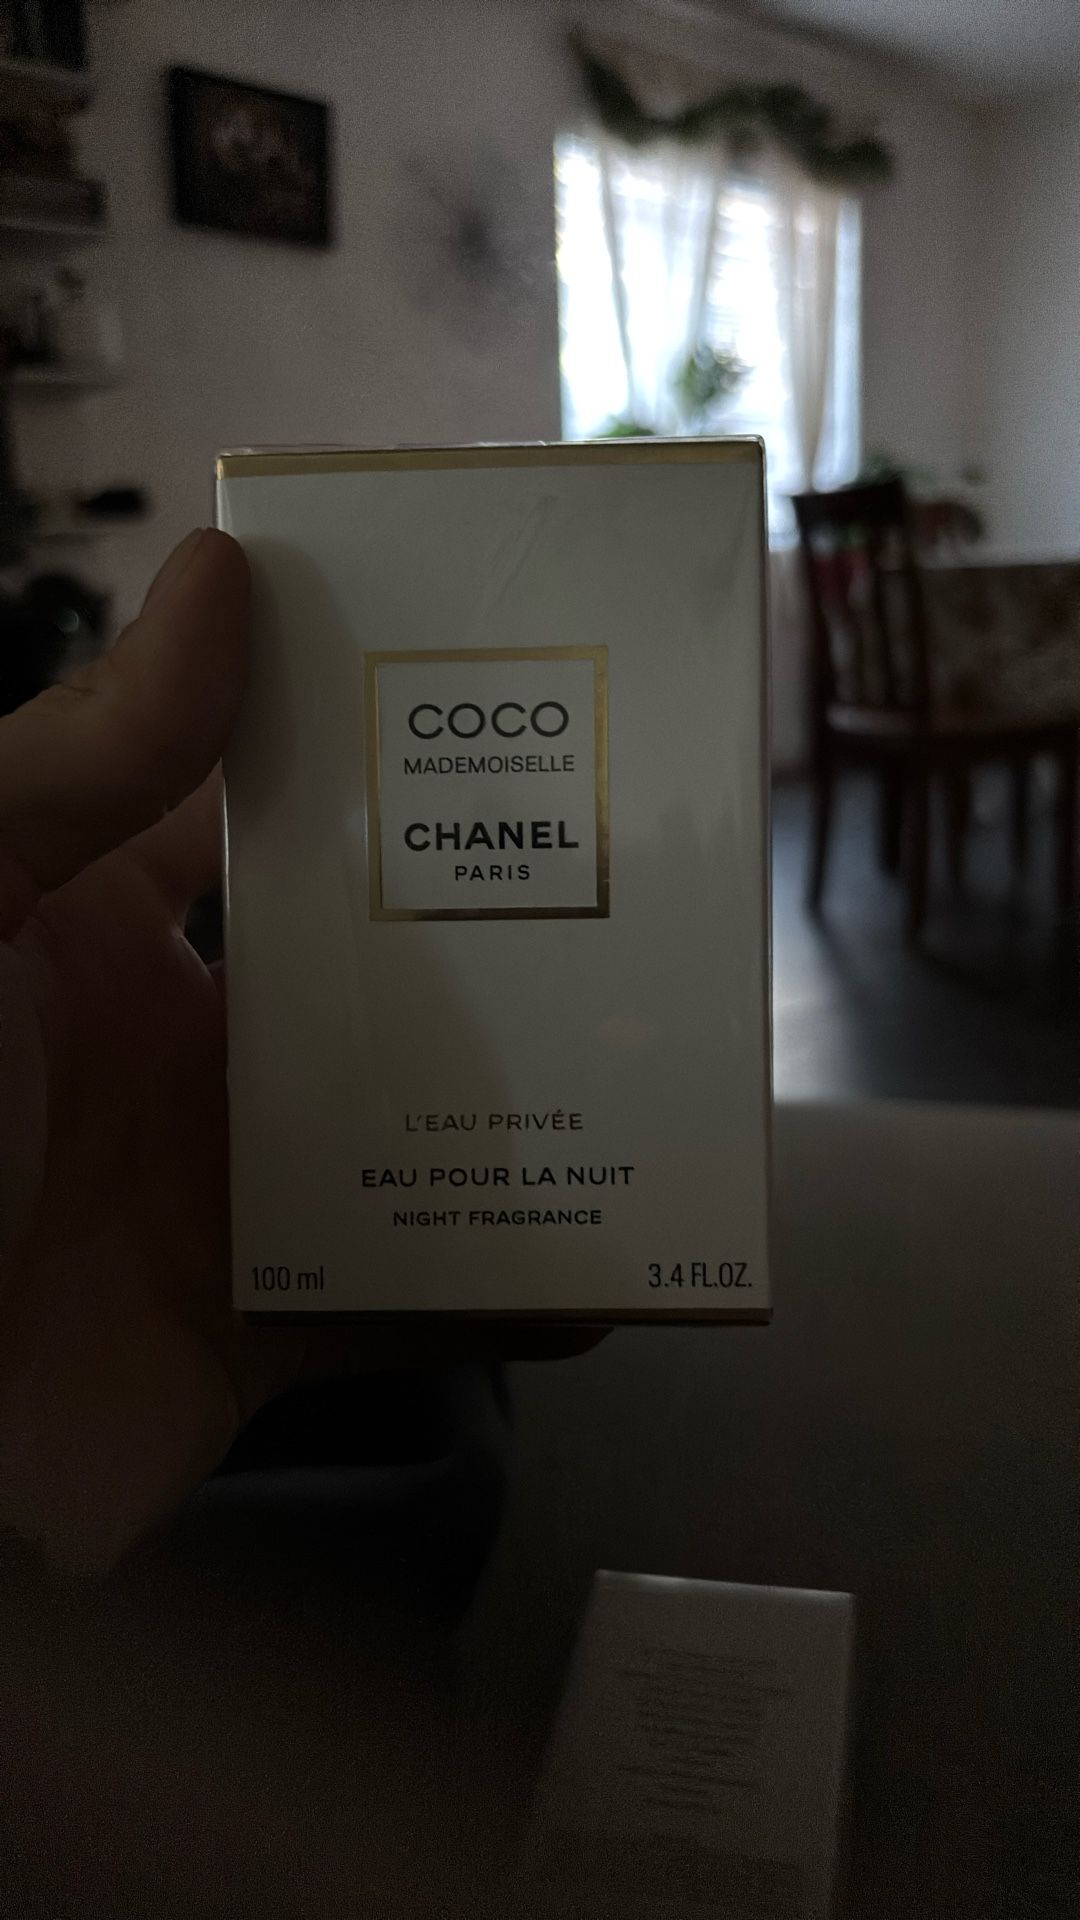 COCO
MADEMOISELLE
CHANEL
PARIS
L'EAU PRIVÉE
EAU POUR LA NUIT
NIGHT FRAGRANCE
100 ml
3.4 FL.OZ.